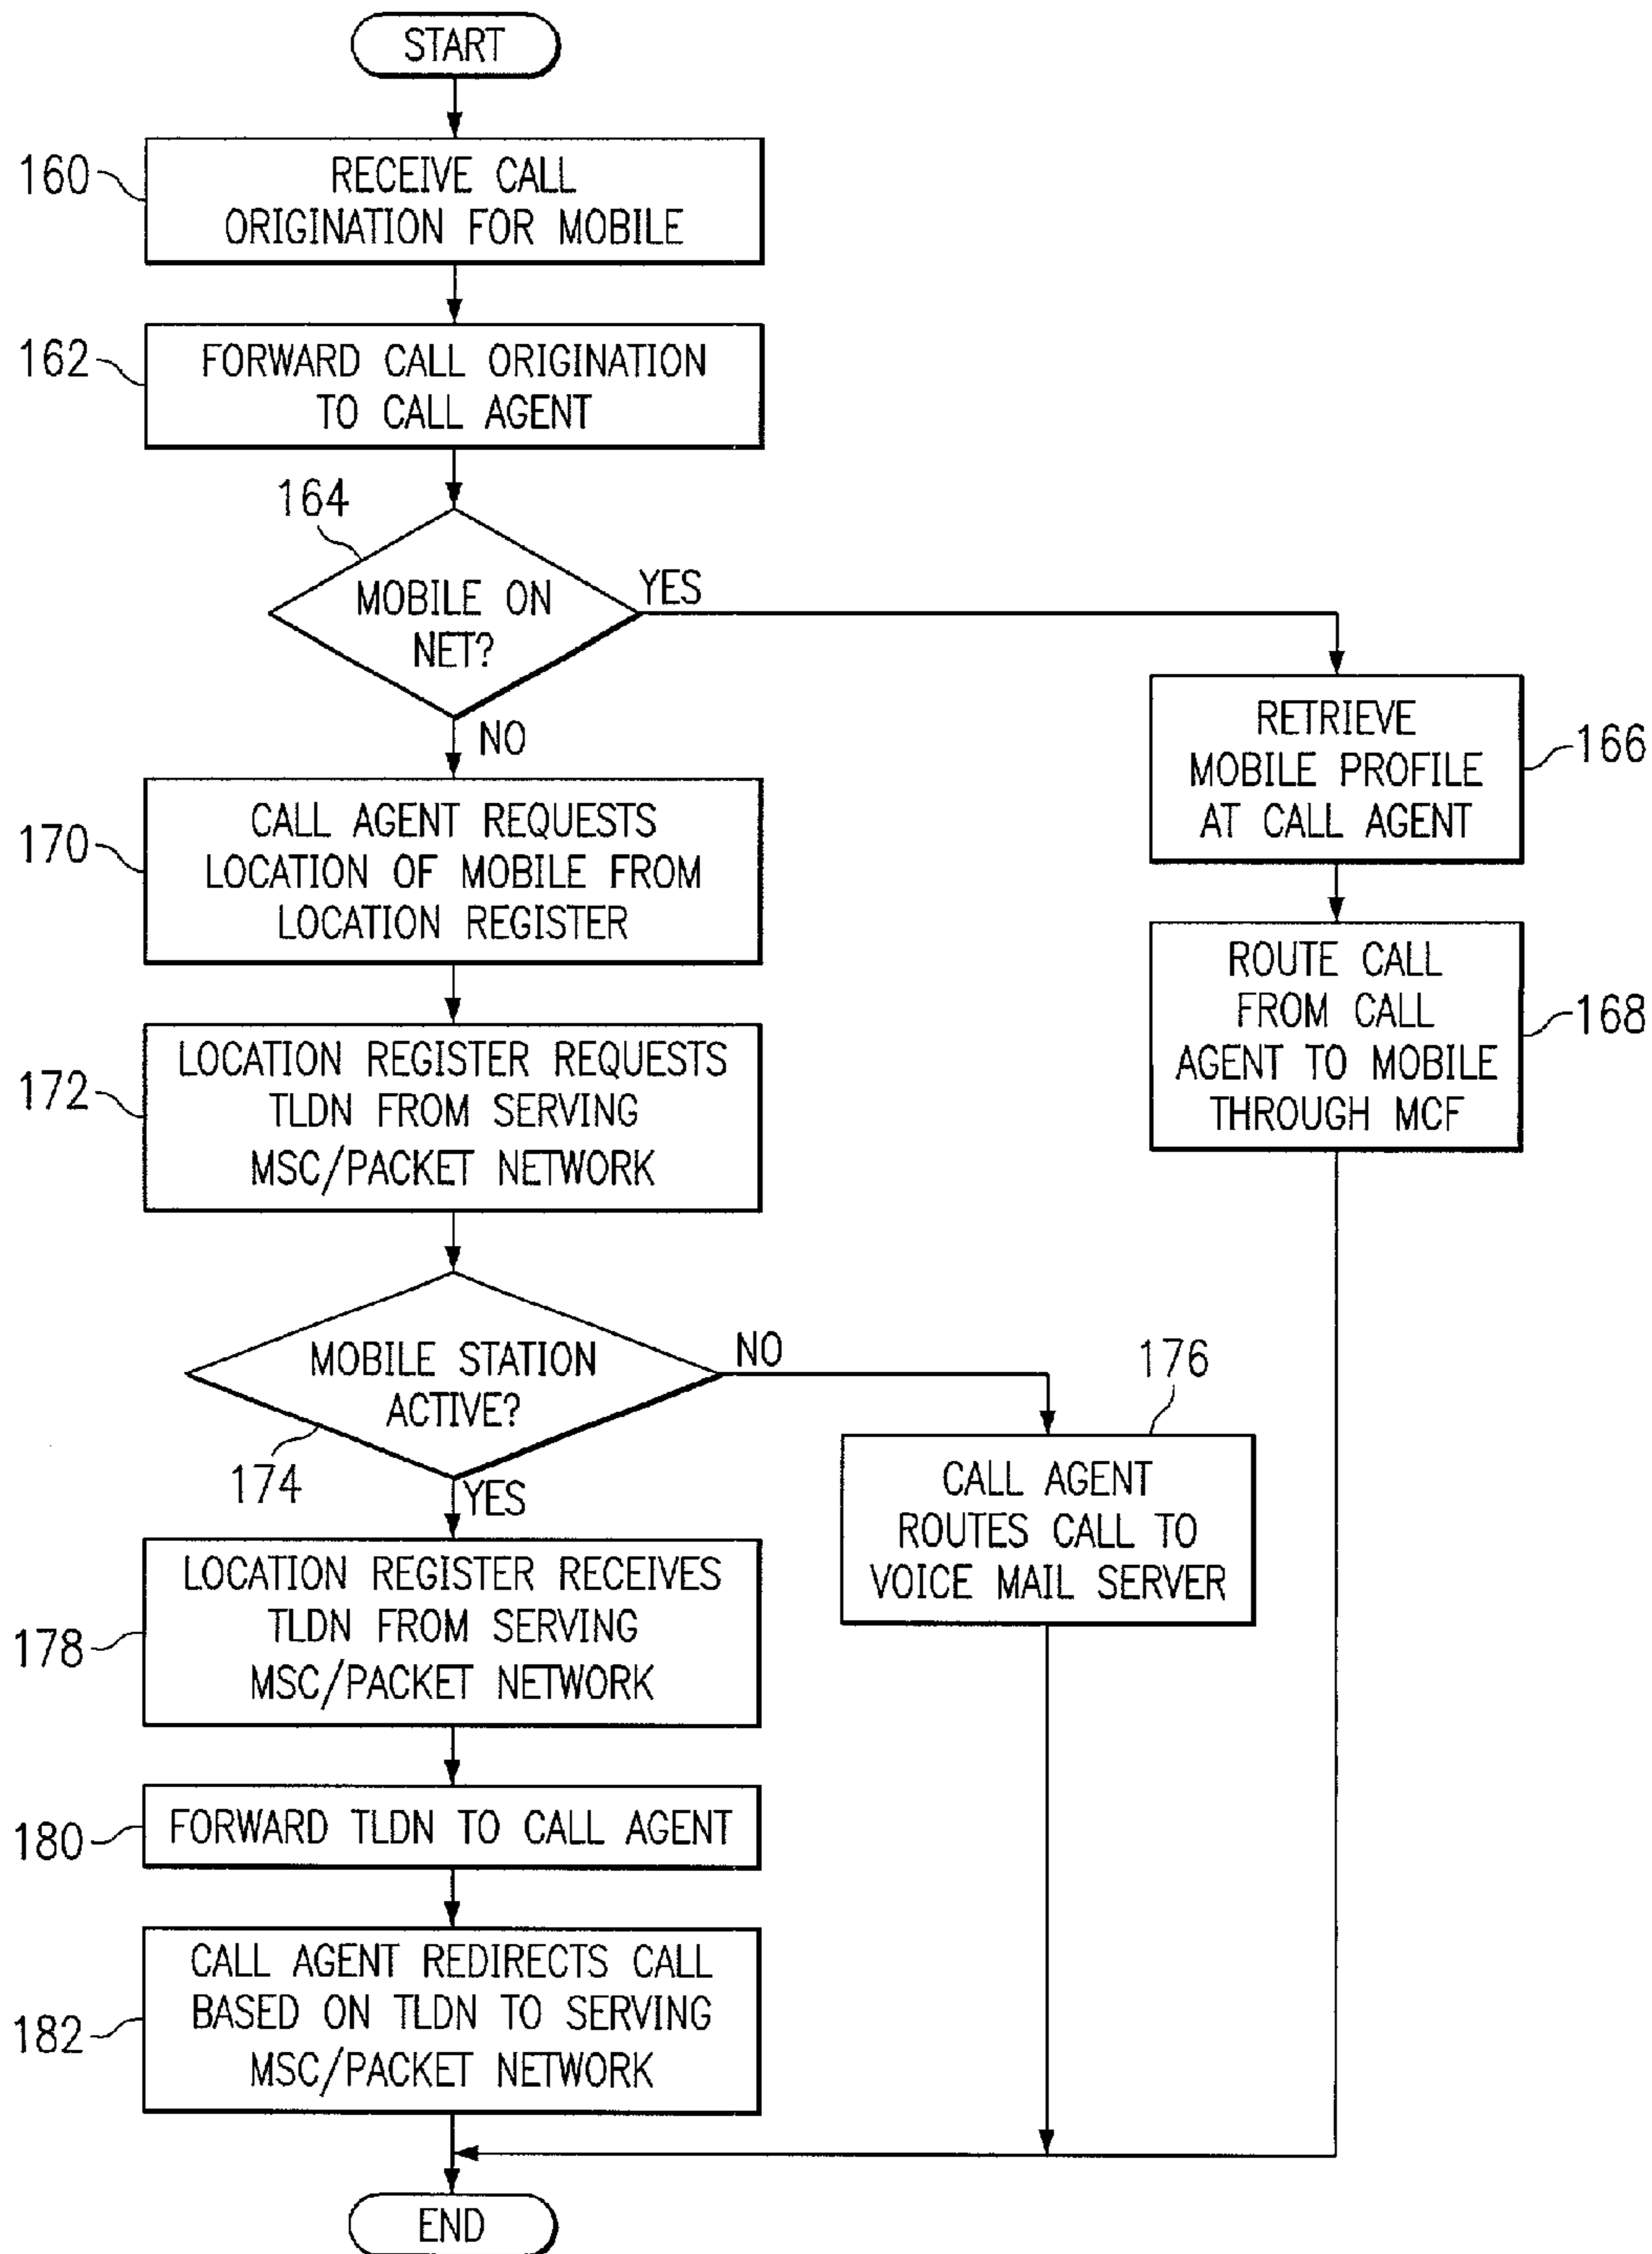 START
160
RECEIVE CALL
ORIGINATION FOR MOBILE
162
FORWARD CALL ORIGINATION
TO CALL AGENT
164
MOBILE ON
NET?
YES
NO
166
RETRIEVE
MOBILE PROFILE
AT CALL AGENT
168
ROUTE CALL
FROM CALL
AGENT TO MOBILE
THROUGH MCF
170
CALL AGENT REQUESTS
LOCATION OF MOBILE FROM
LOCATION REGISTER
172
LOCATION REGISTER REQUESTS
TLDN FROM SERVING
MSC/PACKET NETWORK
174
MOBILE STATION
ACTIVE?
NO
YES
176
CALL AGENT
ROUTES CALL TO
VOICE MAIL SERVER
178
LOCATION REGISTER RECEIVES
TLDN FROM SERVING
MSC/PACKET NETWORK
180
FORWARD TLDN TO CALL AGENT
182
CALL AGENT REDIRECTS CALL
BASED ON TLDN TO SERVING
MSC/PACKET NETWORK
END